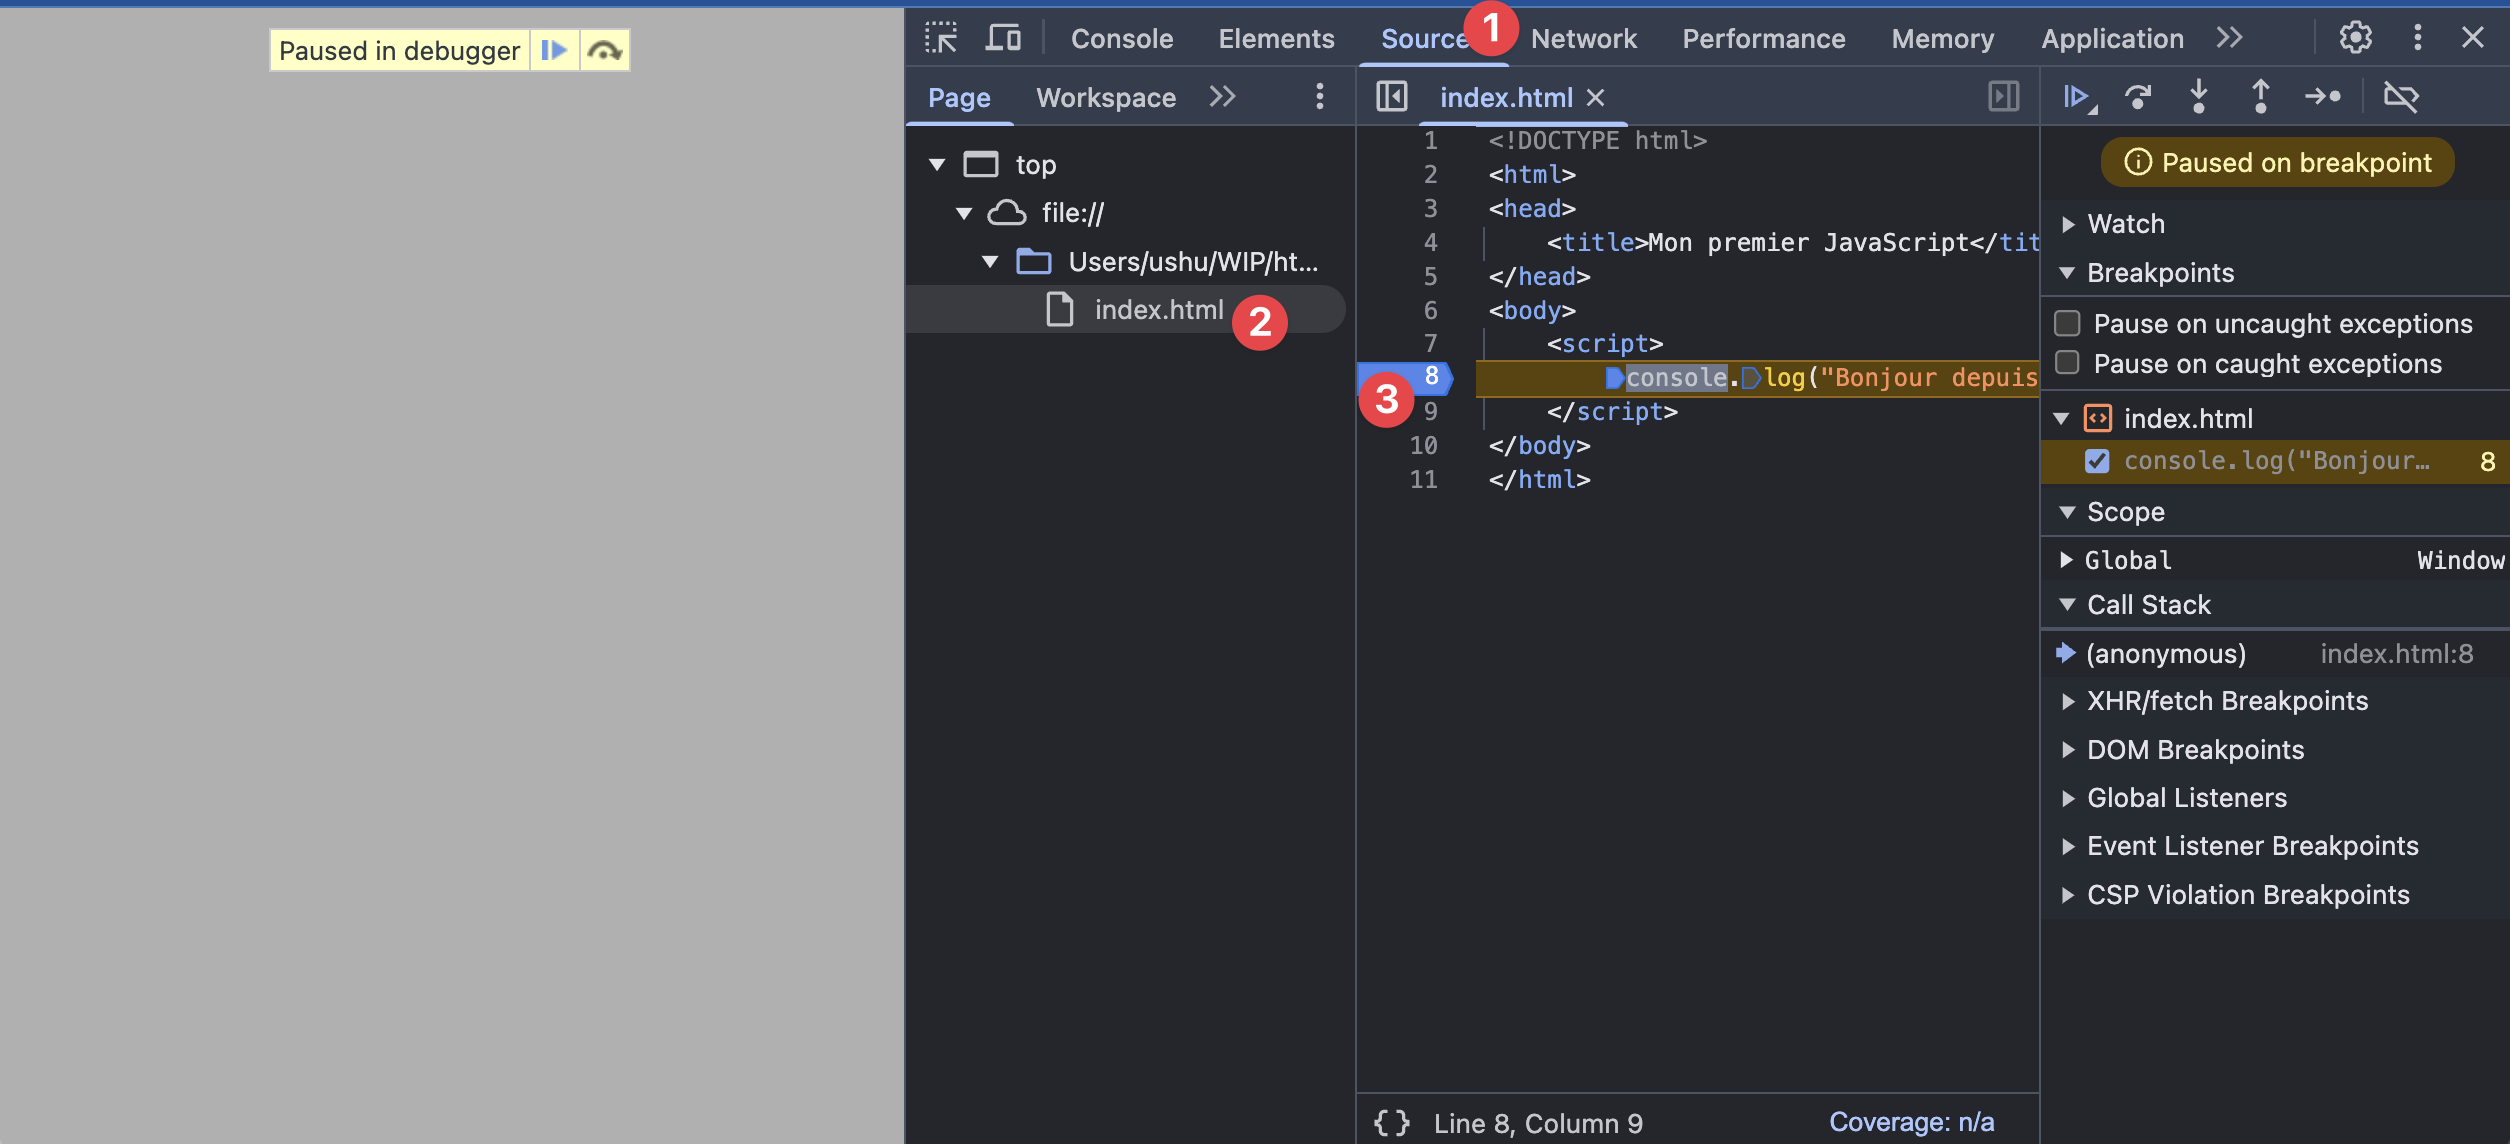 Paused in debugger
Console Elements Source 1 Network Performance Memory Application
Page Workspace
index.html
top
file://
Users/ushu/WIP/ht...
index.html 2
1 <!DOCTYPE html>
2 <html>
3 <head>
4 <title>Mon premier JavaScript</tit
5 </head>
6 <body>
7 <script>
8 console.log("Bonjour depuis
3
9 </script>
10 </body>
11 </html>
{} Line 8, Column 9 Coverage: n/a
Paused on breakpoint
Watch
Breakpoints
Pause on uncaught exceptions
Pause on caught exceptions
index.html
console.log("Bonjour… 8
Scope
Global Window
Call Stack
(anonymous) index.html:8
XHR/fetch Breakpoints
DOM Breakpoints
Global Listeners
Event Listener Breakpoints
CSP Violation Breakpoints